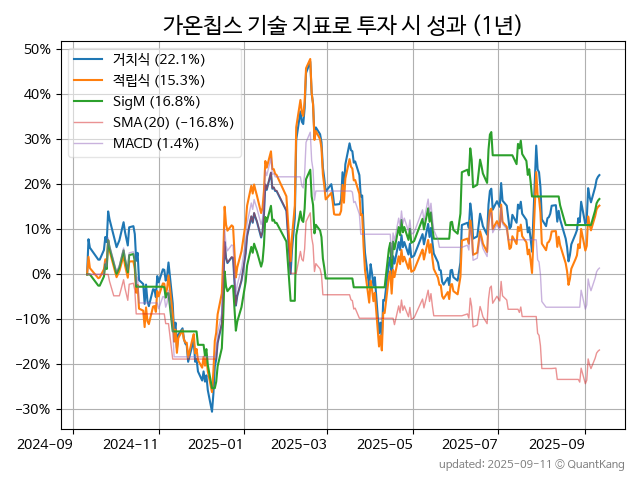 가온칩스 기술 지표로 투자 시 성과 (1년)
50%
40%
30%
20%
10%
0%
−10%
−20%
−30%
거치식 (22.1%)
적립식 (15.3%)
SigM (16.8%)
SMA(20) (−16.8%)
MACD (1.4%)
2024-09
2024-11
2025-01
2025-03
2025-05
2025-07
2025-09
updated: 2025-09-11 ⓒ QuantKang